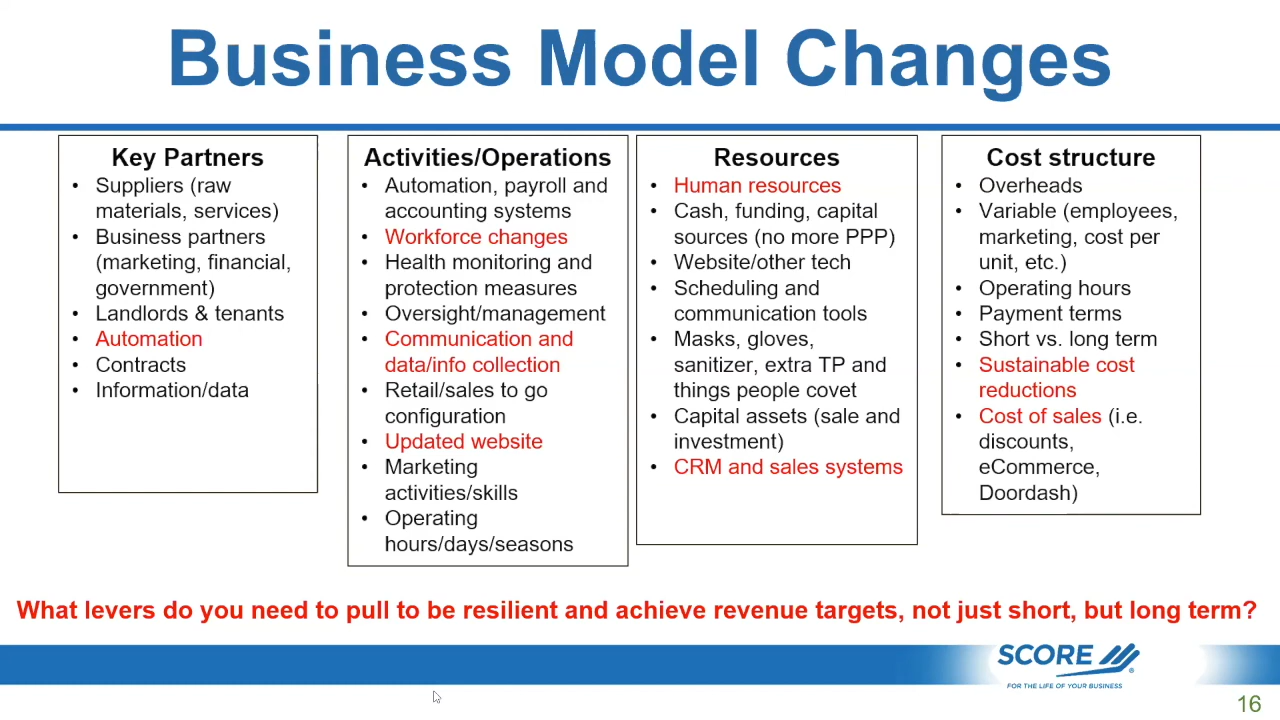 Business Model Changes
Key Partners
• Suppliers (raw
materials, services)
• Business partners
(marketing, financial,
government)
• Landlords & tenants
• Automation
• Contracts
• Information/data
Activities/Operations
• Automation, payroll and
accounting systems
• Workforce changes
• Health monitoring and
protection measures
• Oversight/management
• Communication and
data/info collection
• Retail/sales to go
configuration
• Updated website
• Marketing
activities/skills
• Operating
hours/days/seasons
Resources
• Human resources
• Cash, funding, capital
sources (no more PPP)
• Website/other tech
• Scheduling and
communication tools
• Masks, gloves,
sanitizer, extra TP and
things people covet
• Capital assets (sale and
investment)
• CRM and sales systems
Cost structure
• Overheads
• Variable (employees,
marketing, cost per
unit, etc.)
• Operating hours
• Payment terms
• Short vs. long term
• Sustainable cost
reductions
• Cost of sales (i.e.
discounts,
eCommerce,
Doordash)
What levers do you need to pull to be resilient and achieve revenue targets, not just short, but long term?
SCORE ®
FOR THE LIFE OF YOUR BUSINESS
16